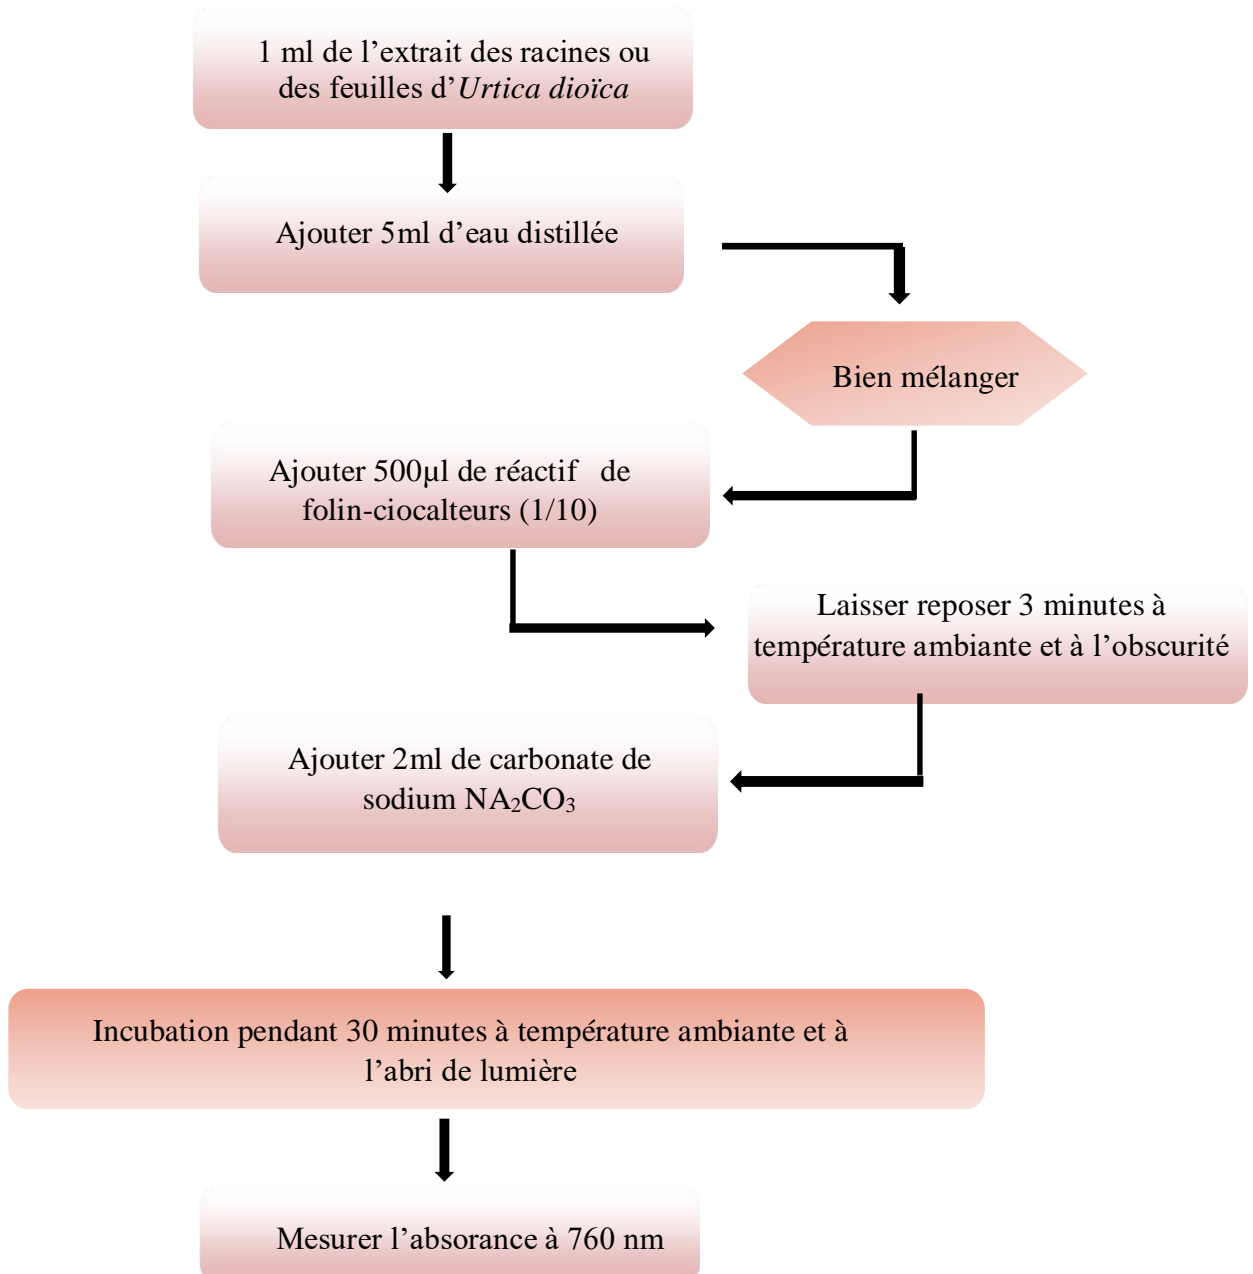 1 ml de l’extrait des racines ou
des feuilles d’Urtica dioïca
Ajouter 5ml d’eau distillée
Bien mélanger
Ajouter 500µl de réactif de
folin-ciocalteurs (1/10)
Laisser reposer 3 minutes à
température ambiante et à l’obscurité
Ajouter 2ml de carbonate de
sodium NA₂CO₃
Incubation pendant 30 minutes à température ambiante et à
l’abri de lumière
Mesurer l’absorance à 760 nm